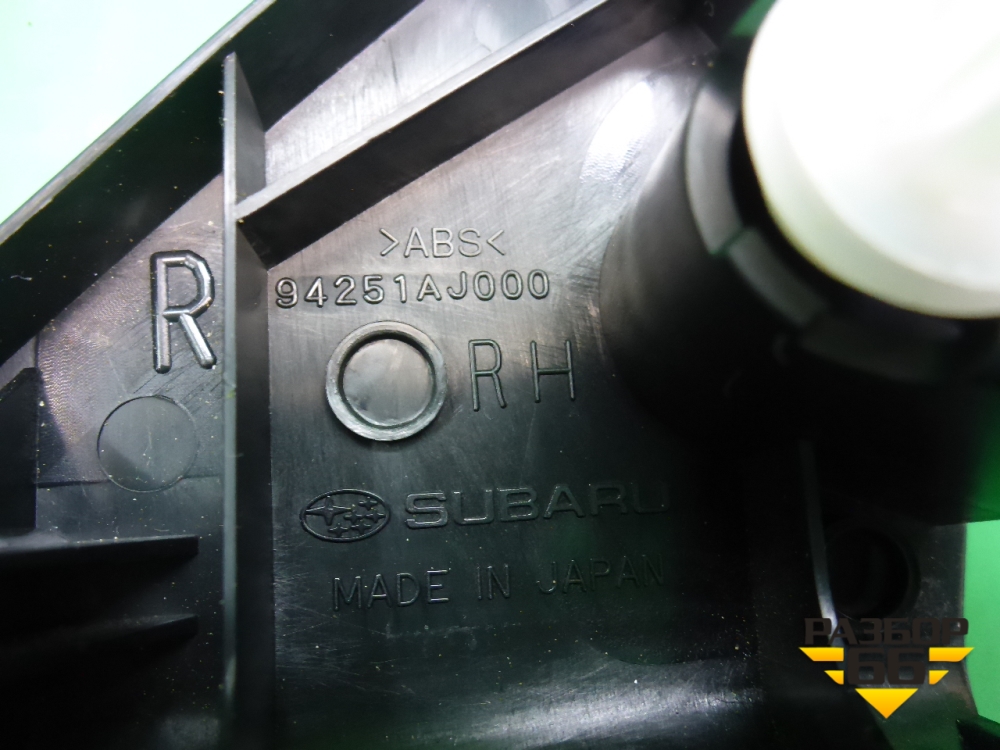 >ABS<
94251AJ000
R
RH
SUBARU
MADE IN JAPAN
РАЗБОР
66